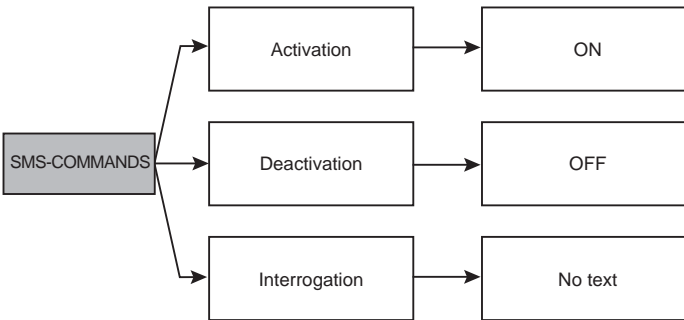 Activation
ON
SMS-COMMANDS
Deactivation
OFF
Interrogation
No text